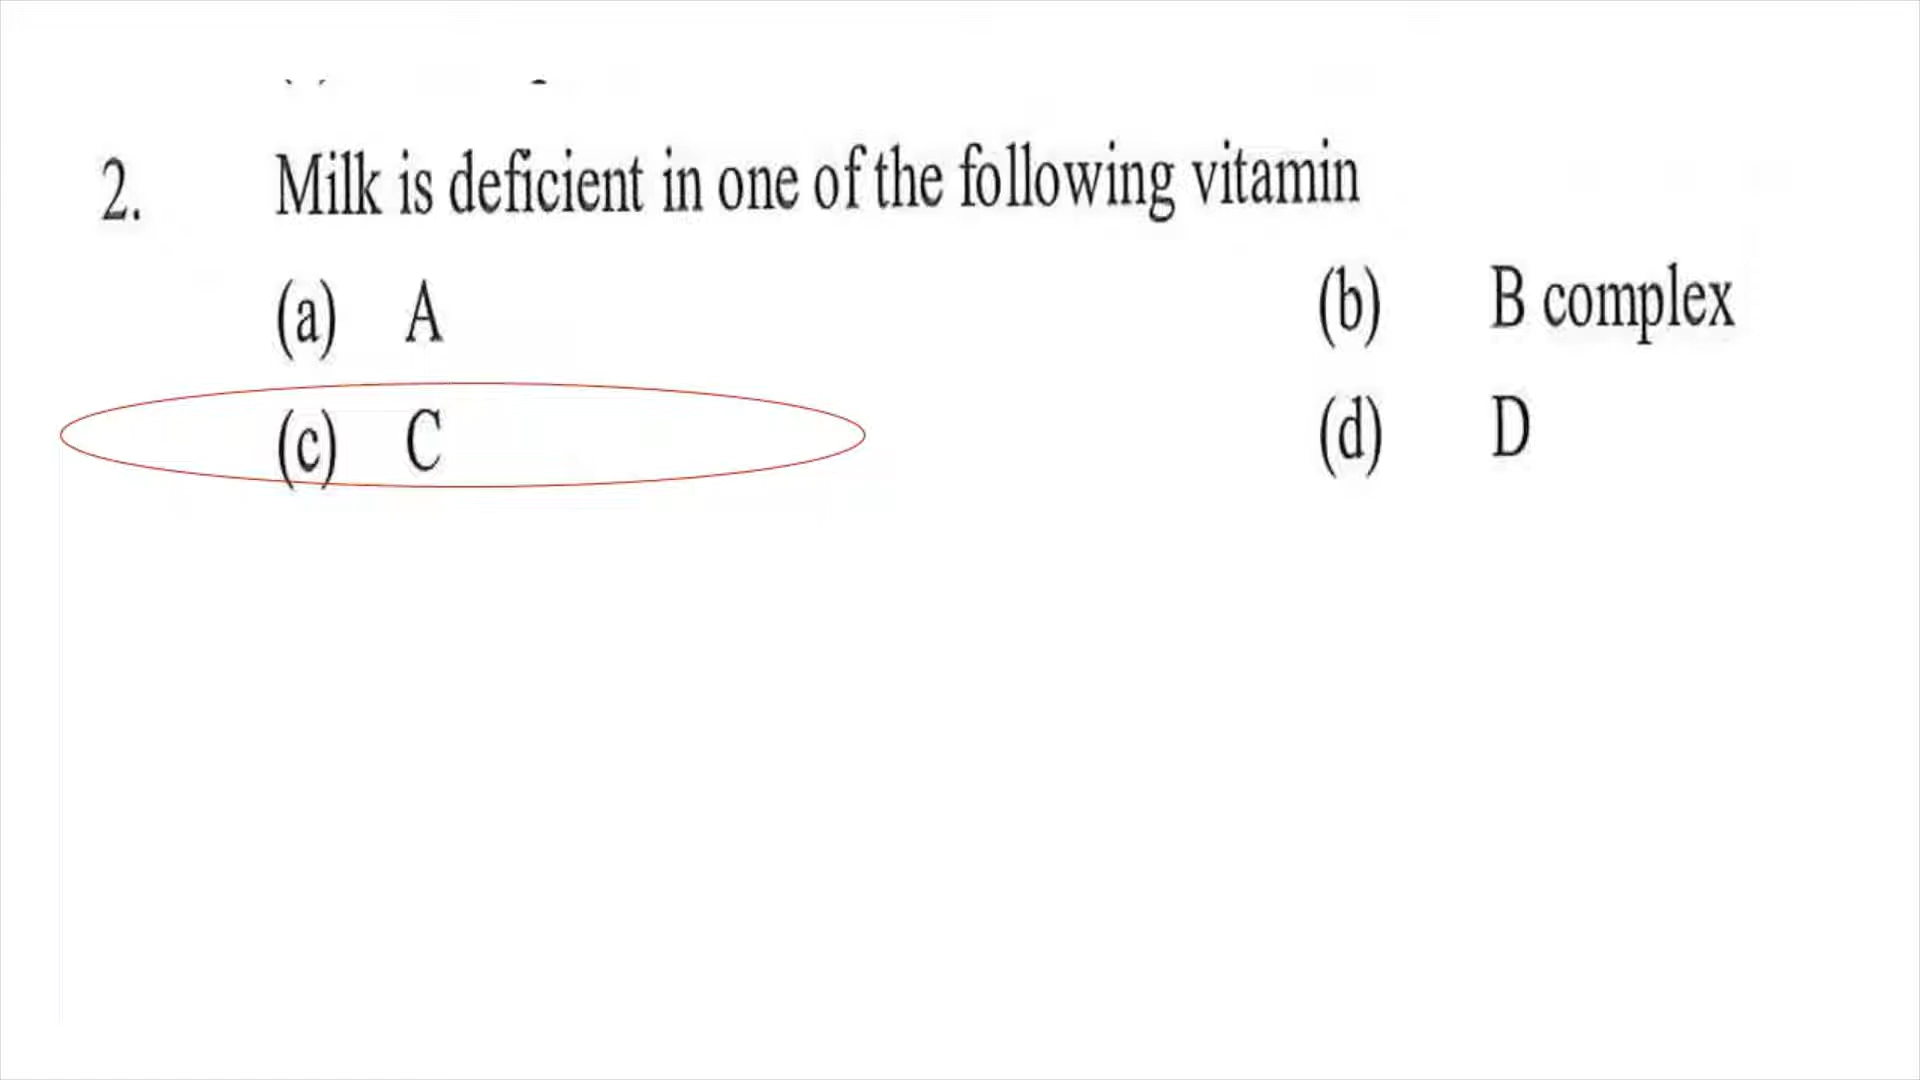 2. Milk is deficient in one of the following vitamin
(a) A (b) B complex
(c) C (d) D